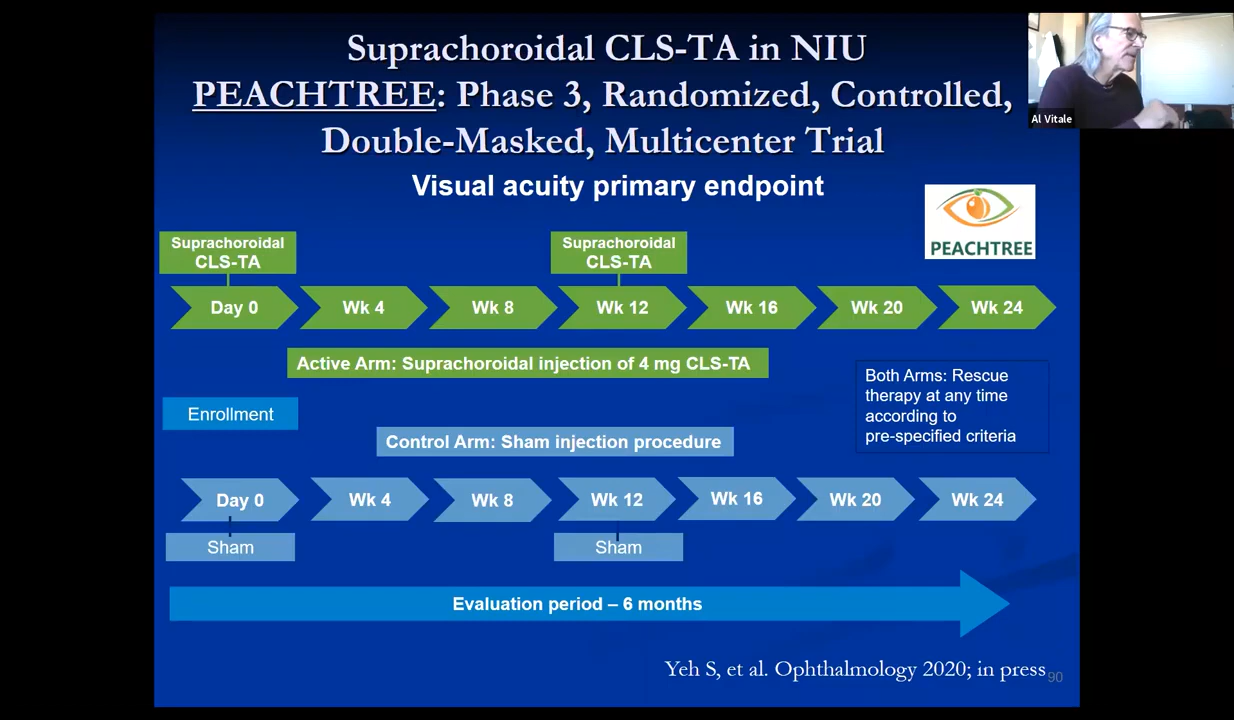 Suprachoroidal CLS-TA in NIU
PEACHTREE: Phase 3, Randomized, Controlled,
Double-Masked, Multicenter Trial
Al Vitale
Visual acuity primary endpoint
PEACHTREE
Suprachoroidal
CLS-TA
Suprachoroidal
CLS-TA
Day 0 Wk 4 Wk 8 Wk 12 Wk 16 Wk 20 Wk 24
Active Arm: Suprachoroidal injection of 4 mg CLS-TA
Both Arms: Rescue
therapy at any time
according to
pre-specified criteria
Enrollment
Control Arm: Sham injection procedure
Day 0 Wk 4 Wk 8 Wk 12 Wk 16 Wk 20 Wk 24
Sham Sham
Evaluation period – 6 months
Yeh S, et al. Ophthalmology 2020; in press
90